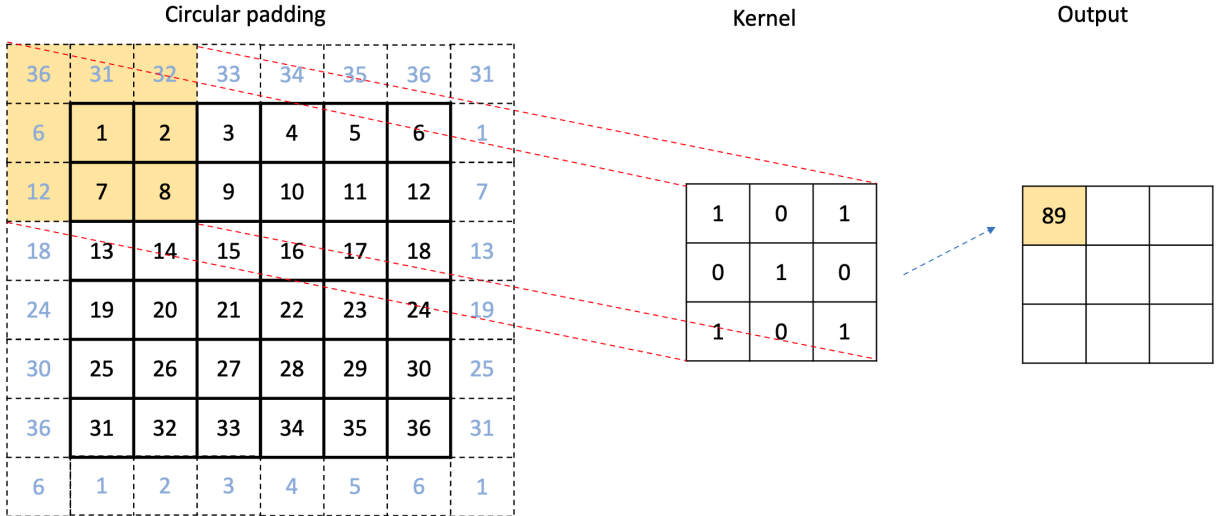 Circular padding Kernel Output
36 31 32 33 34 35 36 31
6 1 2 3 4 5 6 1
12 7 8 9 10 11 12 7
18 13 14 15 16 17 18 13
24 19 20 21 22 23 24 19
30 25 26 27 28 29 30 25
36 31 32 33 34 35 36 31
6 1 2 3 4 5 6 1
1 0 1
0 1 0
1 0 1
89